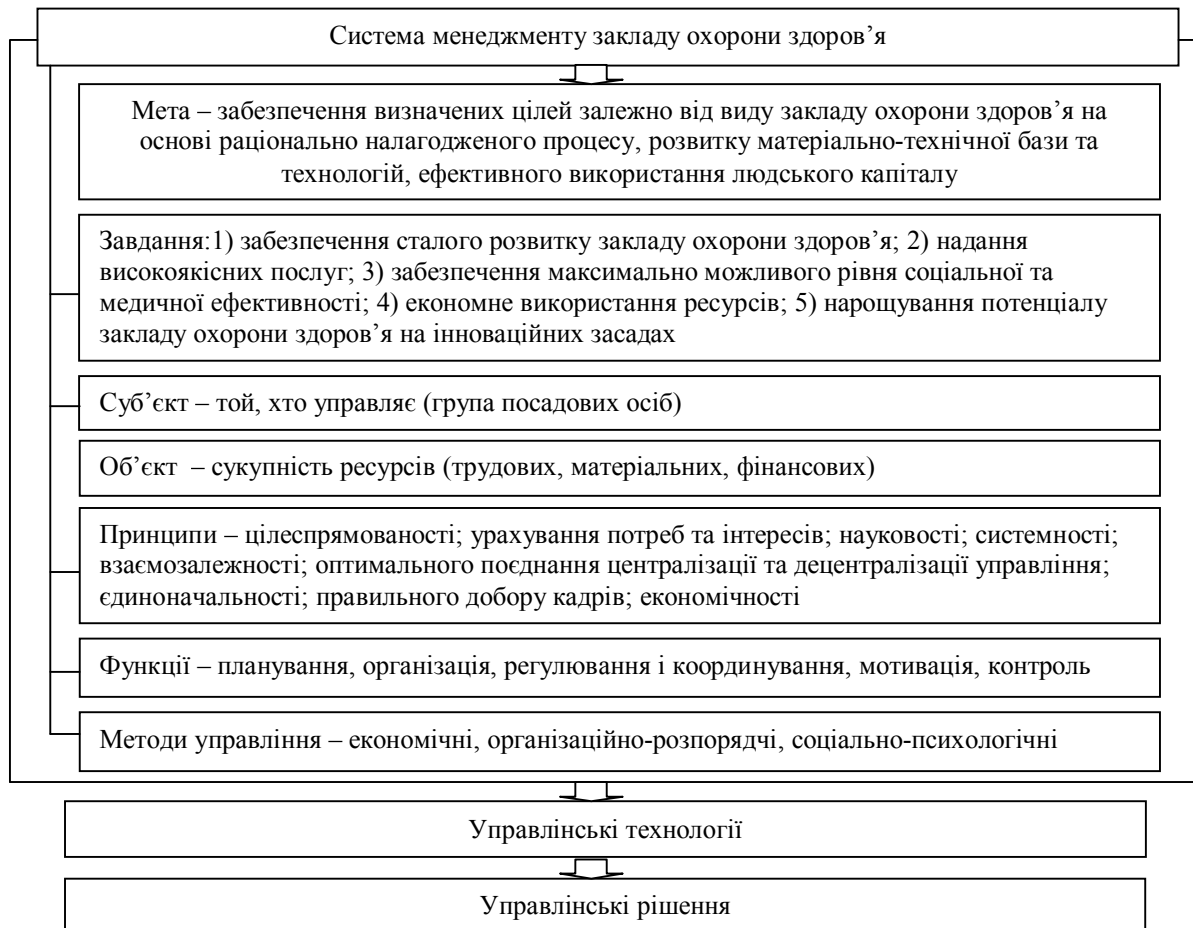 Система менеджменту закладу охорони здоров’я
Мета – забезпечення визначених цілей залежно від виду закладу охорони здоров’я на
основі раціонально налагодженого процесу, розвитку матеріально-технічної бази та
технологій, ефективного використання людського капіталу
Завдання:1) забезпечення сталого розвитку закладу охорони здоров’я; 2) надання
високоякісних послуг; 3) забезпечення максимально можливого рівня соціальної та
медичної ефективності; 4) економне використання ресурсів; 5) нарощування потенціалу
закладу охорони здоров’я на інноваційних засадах
Суб’єкт – той, хто управляє (група посадових осіб)
Об’єкт – сукупність ресурсів (трудових, матеріальних, фінансових)
Принципи – цілеспрямованості; урахування потреб та інтересів; науковості; системності;
взаємозалежності; оптимального поєднання централізації та децентралізації управління;
єдиноначальності; правильного добору кадрів; економічності
Функції – планування, організація, регулювання і координування, мотивація, контроль
Методи управління – економічні, організаційно-розпорядчі, соціально-психологічні
Управлінські технології
Управлінські рішення